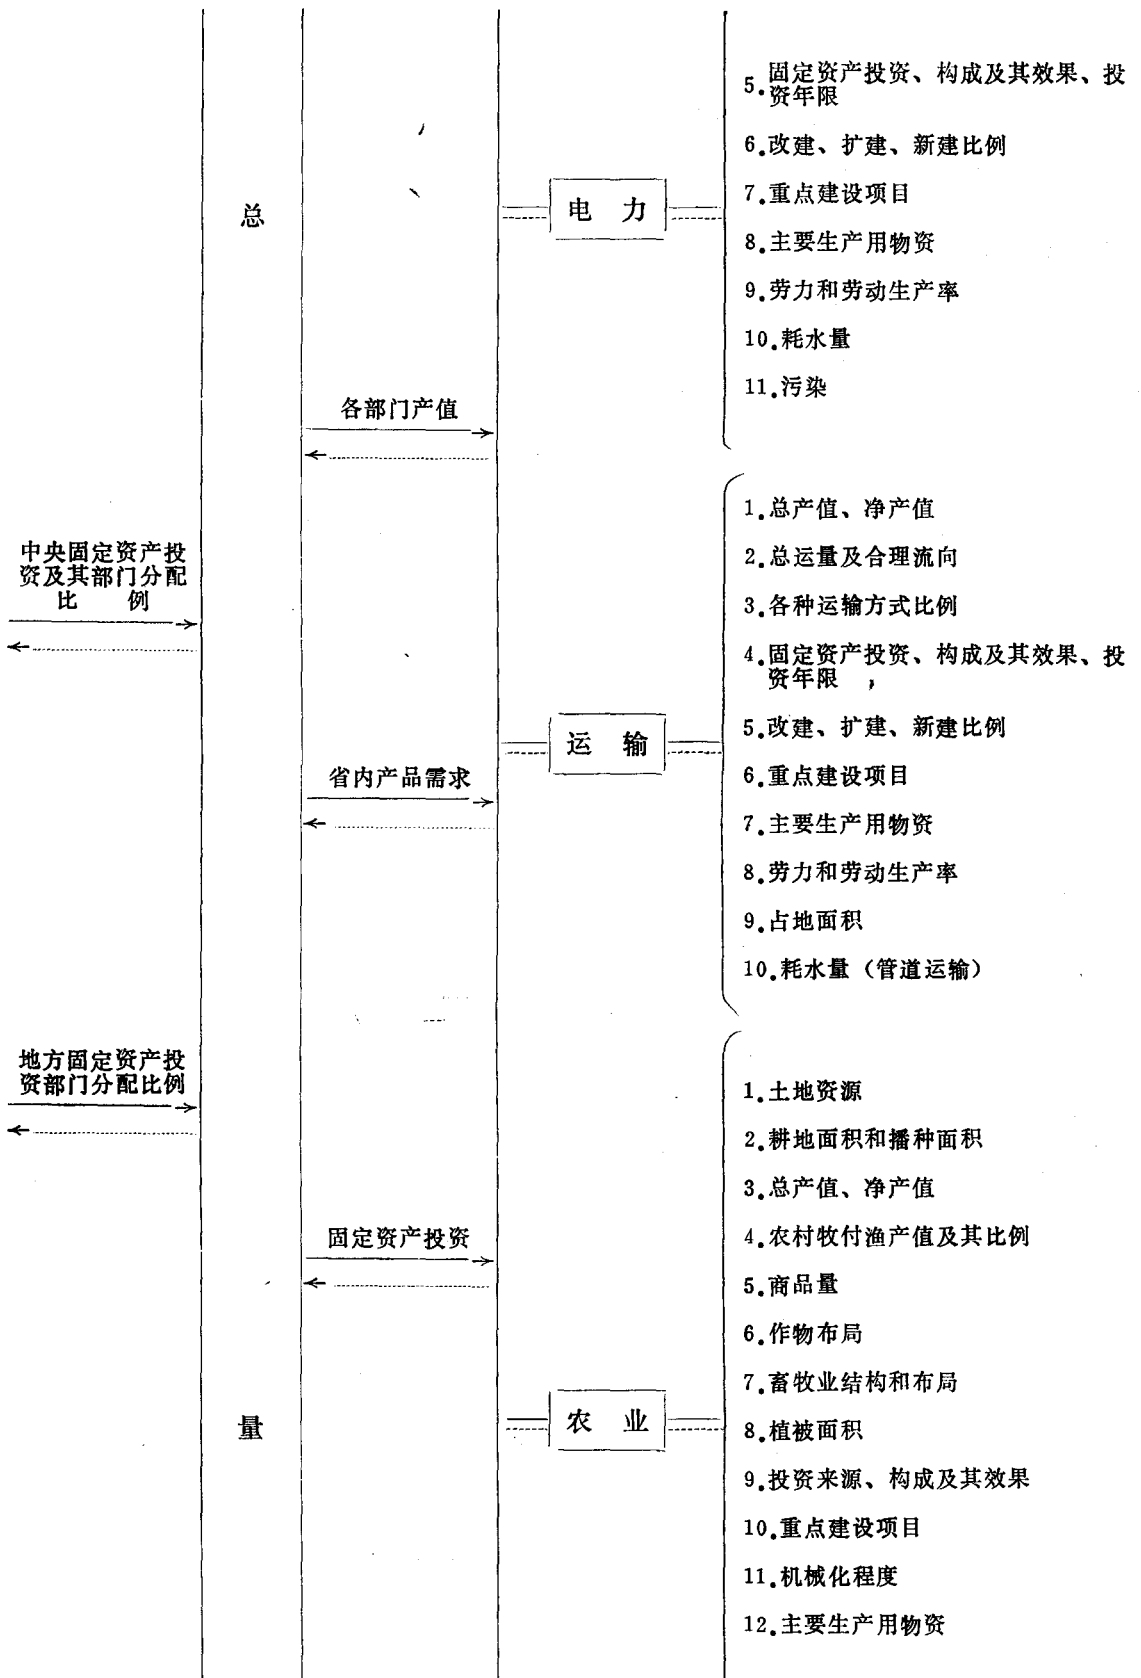 中央固定资产投
资及其部门分配
比 例
地方固定资产投
资部门分配比例
总
量
各部门产值
省内产品需求
固定资产投资
电 力
5.固定资产投资、构成及其效果、投
资年限
6.改建、扩建、新建比例
7.重点建设项目
8.主要生产用物资
9.劳力和劳动生产率
10.耗水量
11.污染
运 输
1.总产值、净产值
2.总运量及合理流向
3.各种运输方式比例
4.固定资产投资、构成及其效果、投
资年限 ,
5.改建、扩建、新建比例
6.重点建设项目
7.主要生产用物资
8.劳力和劳动生产率
9.占地面积
10.耗水量（管道运输）
农 业
1.土地资源
2.耕地面积和播种面积
3.总产值、净产值
4.农村牧付渔产值及其比例
5.商品量
6.作物布局
7.畜牧业结构和布局
8.植被面积
9.投资来源、构成及其效果
10.重点建设项目
11.机械化程度
12.主要生产用物资